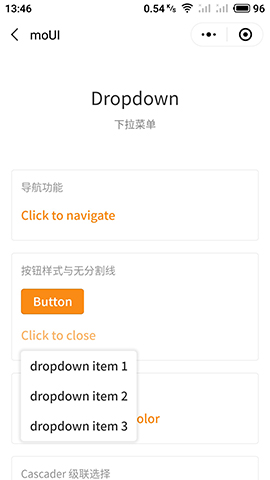 13:46
0.54 K/s
96
moUI
Dropdown
下拉菜单
导航功能
Click to navigate
按钮样式与无分割线
Button
Click to close
dropdown item 1
dropdown item 2
olor
dropdown item 3
Cascader 级联选择